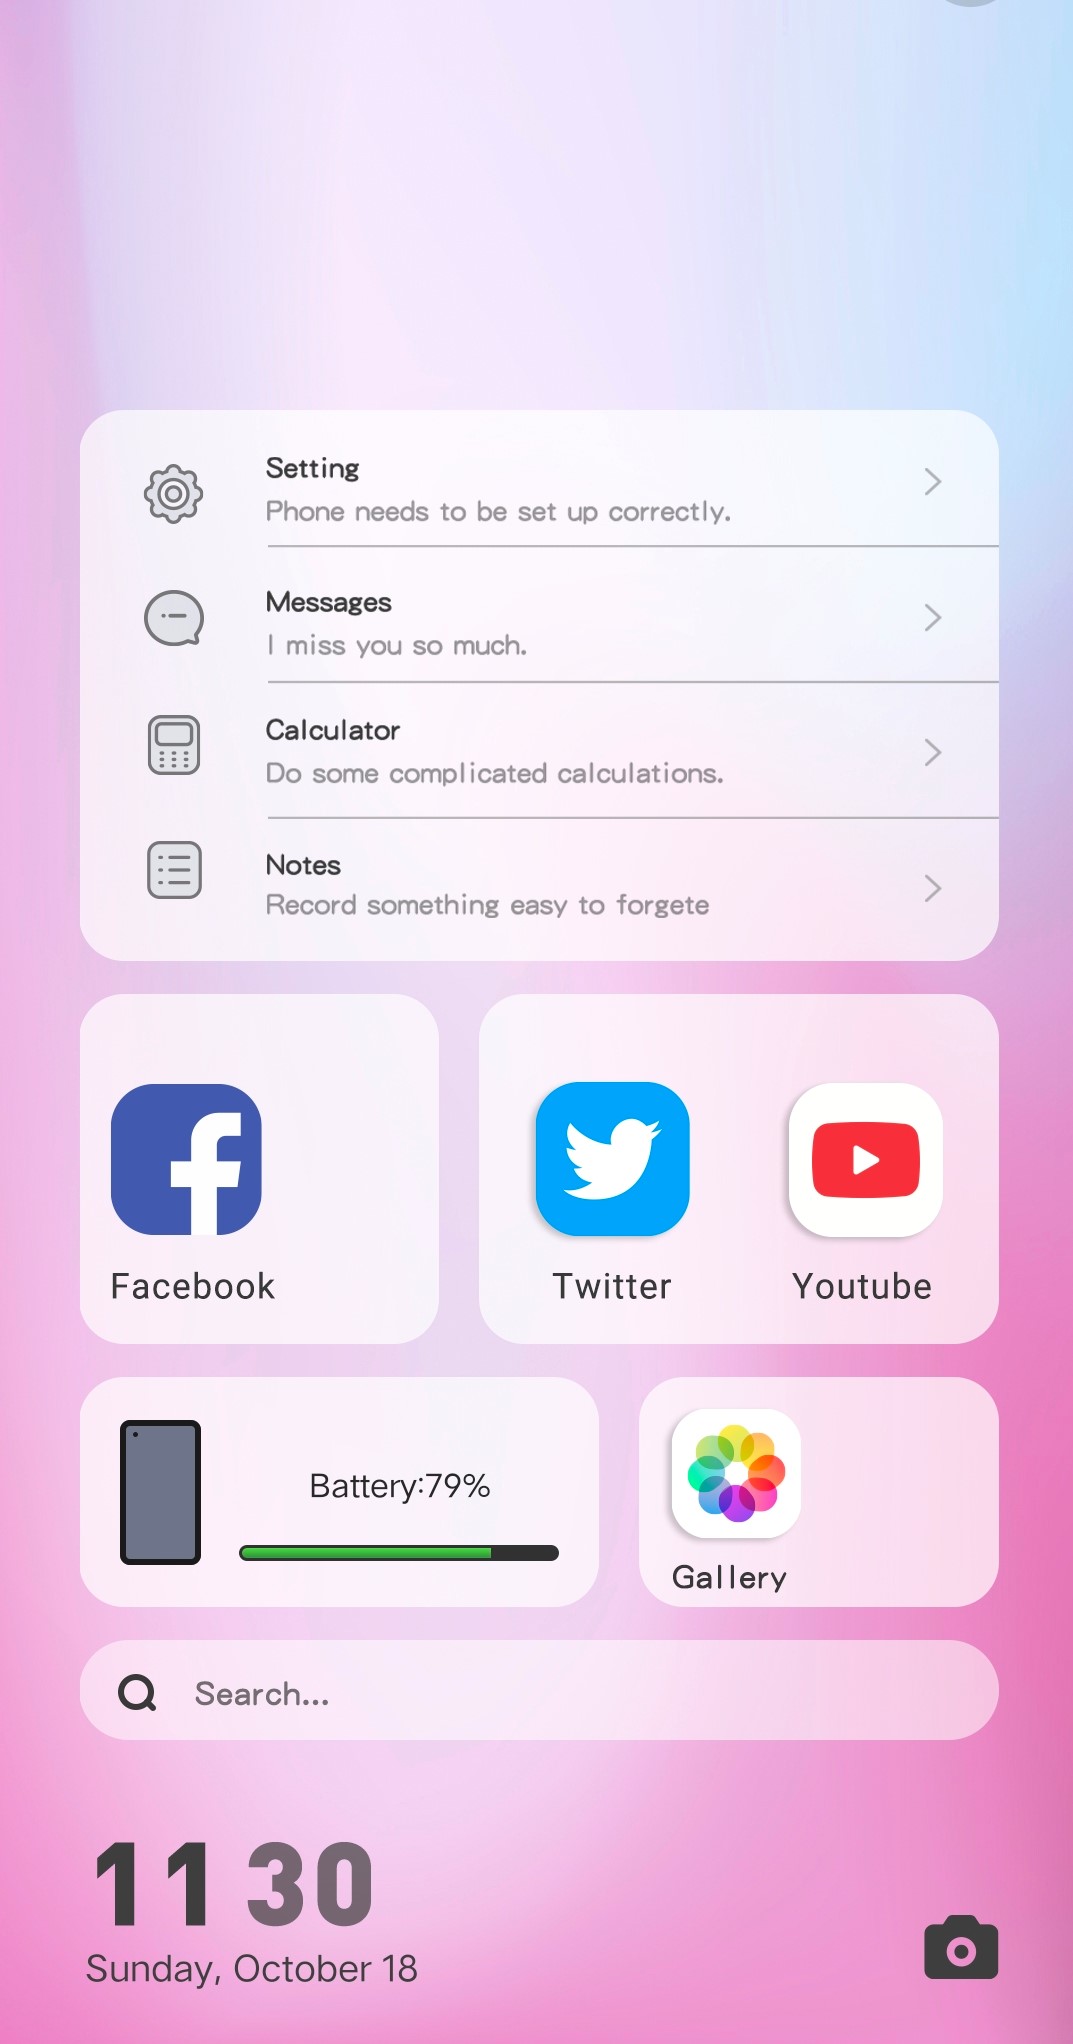 Setting
Phone needs to be set up correctly.
Messages
I miss you so much.
Calculator
Do some complicated calculations.
Notes
Record something easy to forgete
Facebook
Twitter
Youtube
Battery:79%
Gallery
Search...
11 30
Sunday, October 18